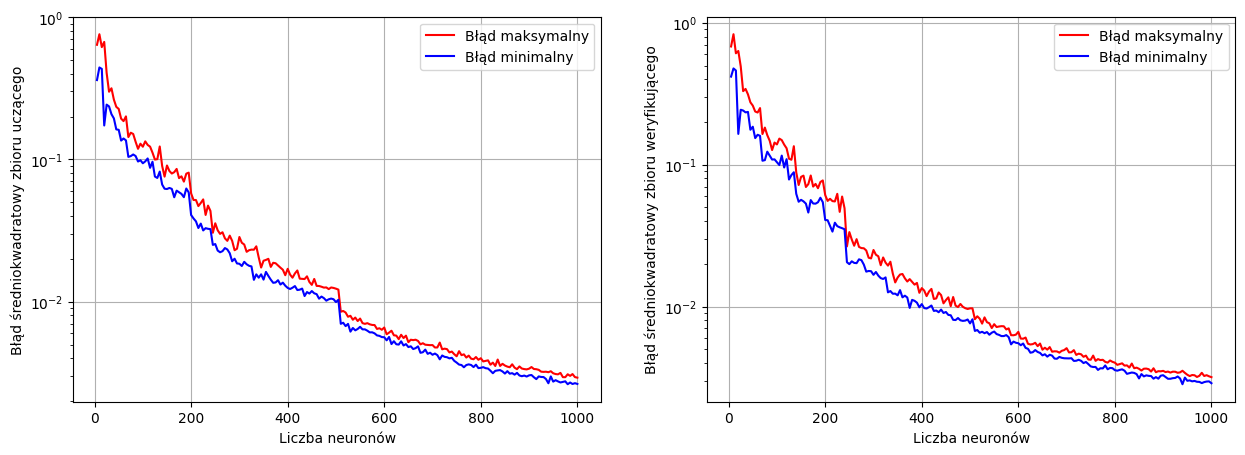 Błąd średniokwadratowy zbioru uczącego
10⁰
10⁻¹
10⁻²
Błąd maksymalny
Błąd minimalny
0 200 400 600 800 1000
Liczba neuronów
Błąd średniokwadratowy zbioru weryfikującego
10⁰
10⁻¹
10⁻²
Błąd maksymalny
Błąd minimalny
0 200 400 600 800 1000
Liczba neuronów